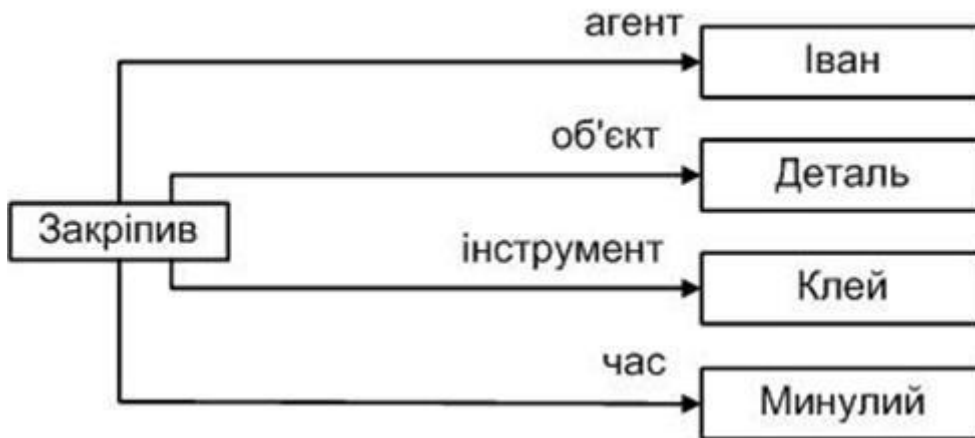 агент
Іван
об'єкт
Деталь
Закріпив
інструмент
Клей
час
Минулий